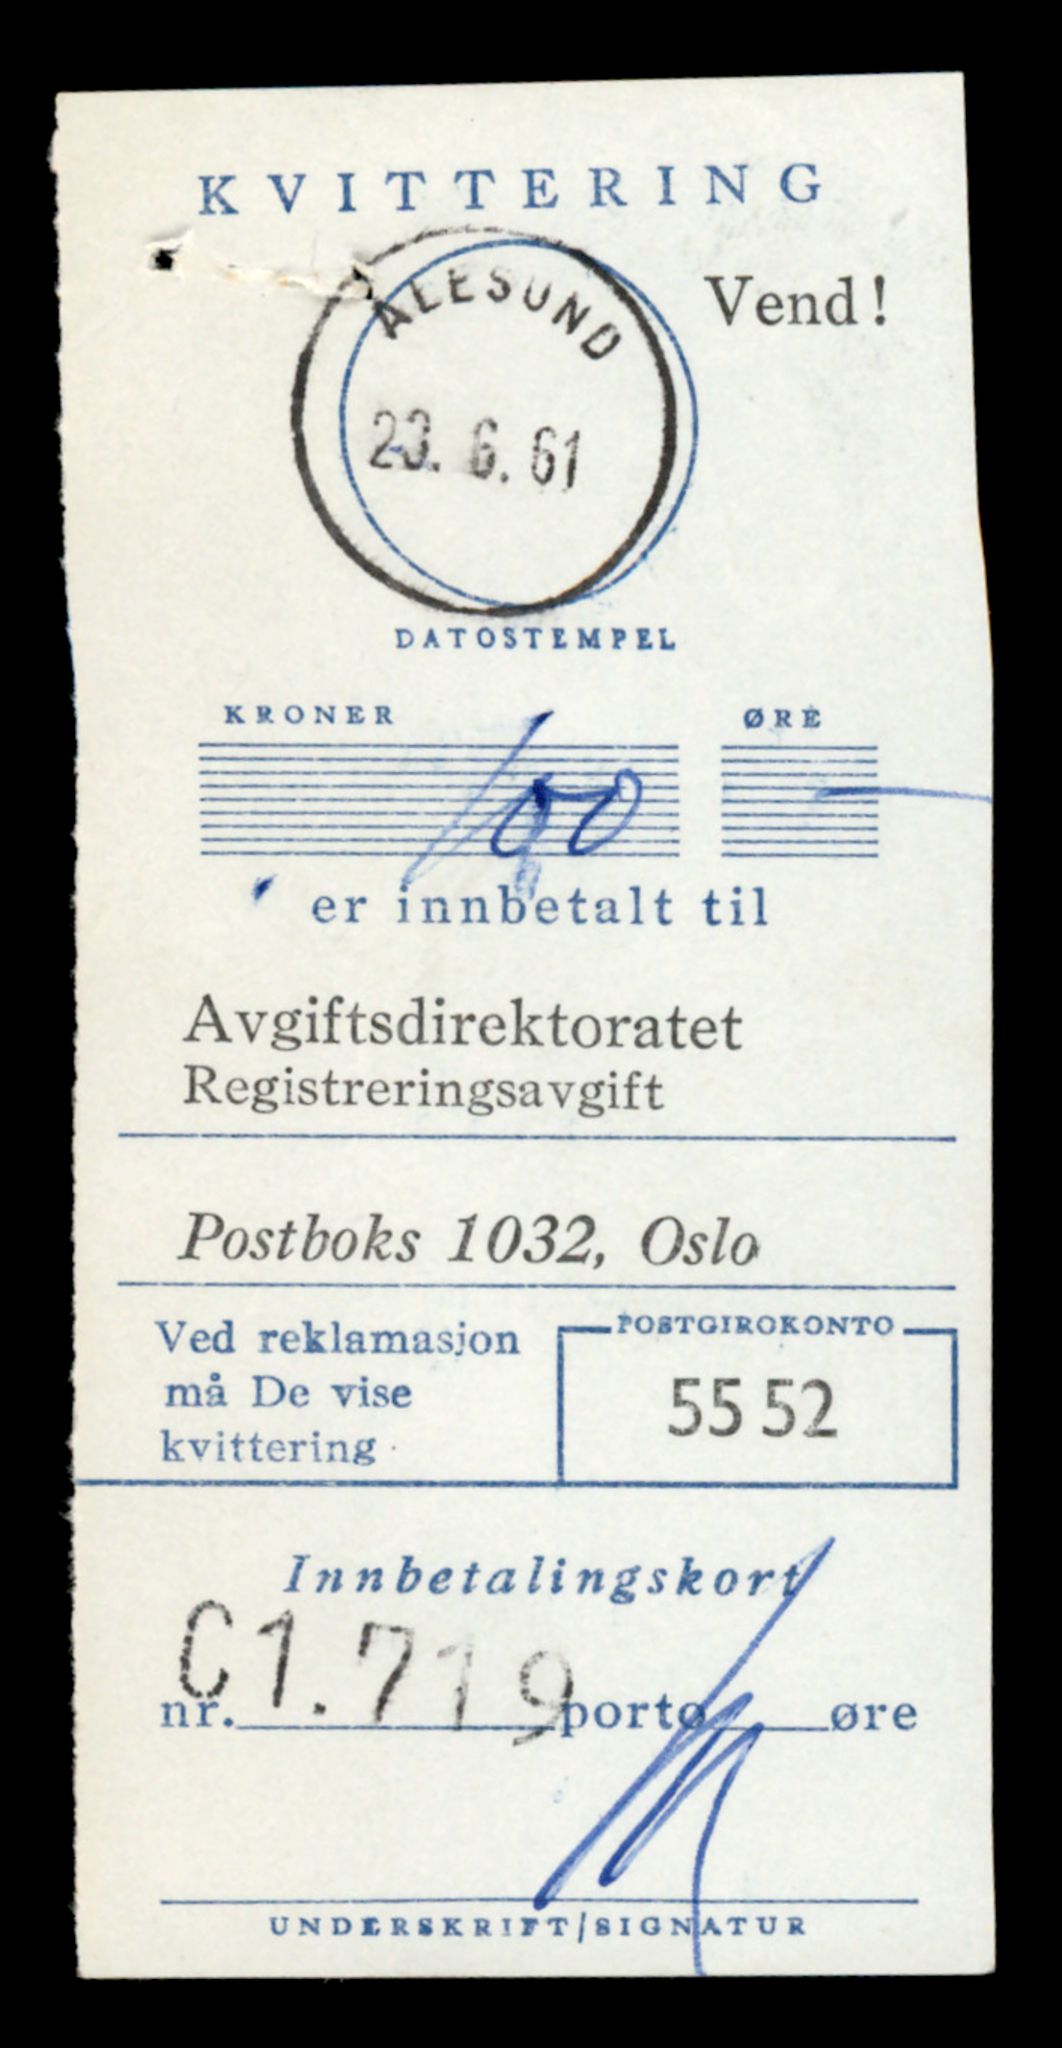 KVITTERING
Vend!
ÅLESUND
23. 6. 61
DATOSTEMPEL
KRONER ØRE
100 —
er innbetalt til
Avgiftsdirektoratet
Registreringsavgift
Postboks 1032, Oslo
Ved reklamasjon
må De vise
kvittering
POSTGIROKONTO
55 52
Innbetalingskort
nr. C1.719 porto øre
UNDERSKRIFT/SIGNATUR